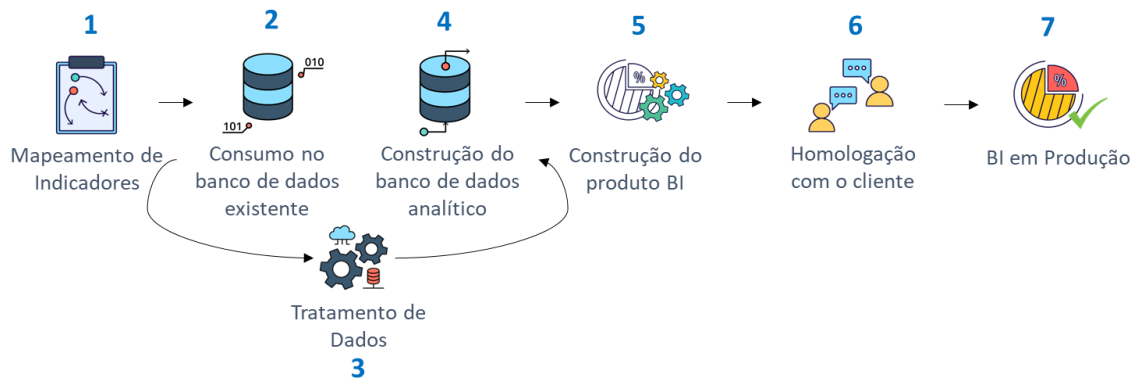 1
Mapeamento de
Indicadores
2
010
101
Consumo no
banco de dados
existente
3
Tratamento de
Dados
4
Construção do
banco de dados
analítico
5
%
Construção do
produto BI
6
Homologação
com o cliente
7
%
BI em Produção